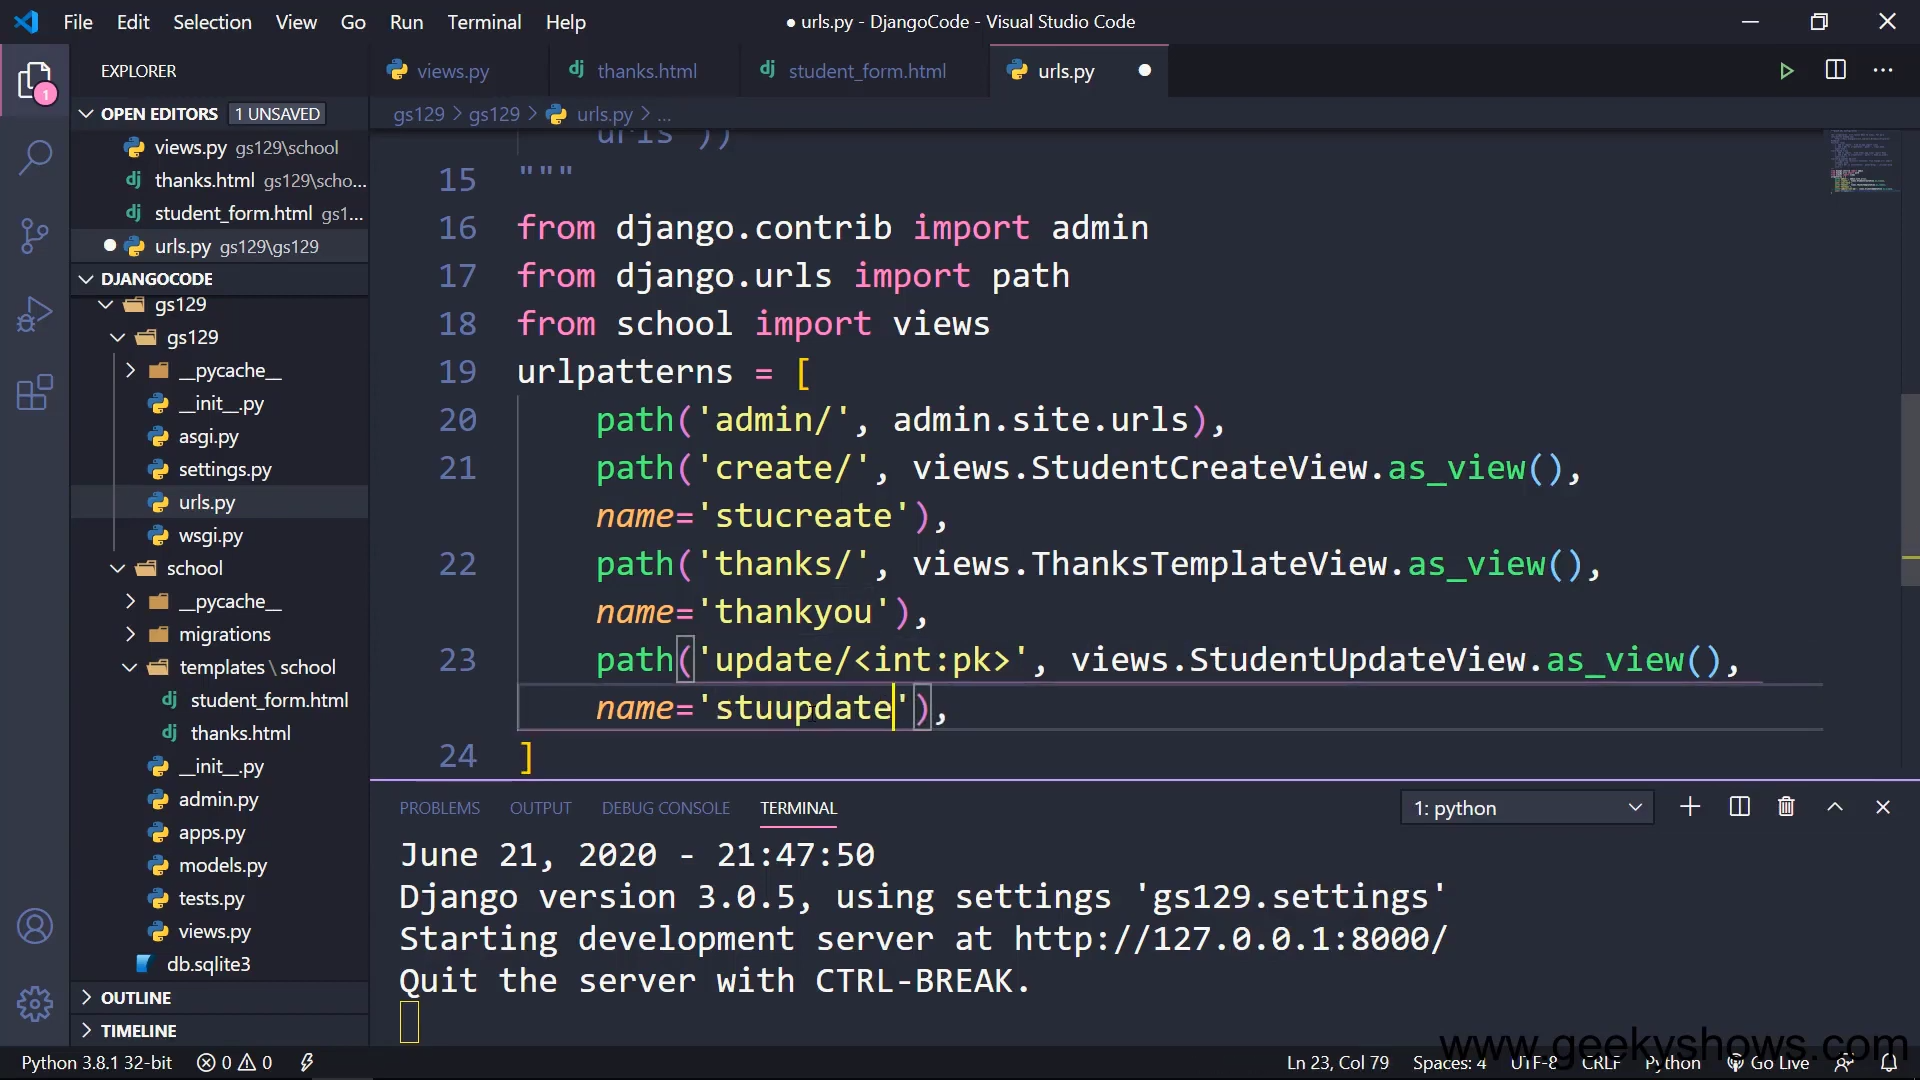 File Edit Selection View Go Run Terminal Help
● urls.py - DjangoCode - Visual Studio Code
EXPLORER
views.py
thanks.html
student_form.html
urls.py
1
OPEN EDITORS 1 UNSAVED
views.py gs129\school
thanks.html gs129\scho...
student_form.html gs1...
urls.py gs129\gs129
DJANGOCODE
gs129
gs129
__pycache__
__init__.py
asgi.py
settings.py
urls.py
wsgi.py
school
__pycache__
migrations
templates \ school
student_form.html
thanks.html
__init__.py
admin.py
apps.py
models.py
tests.py
views.py
db.sqlite3
OUTLINE
TIMELINE
gs129 > gs129 > urls.py > ...
urls'))
15 """
16 from django.contrib import admin
17 from django.urls import path
18 from school import views
19 urlpatterns = [
20 path('admin/', admin.site.urls),
21 path('create/', views.StudentCreateView.as_view(),
name='stucreate'),
22 path('thanks/', views.ThanksTemplateView.as_view(),
name='thankyou'),
23 path('update/<int:pk>', views.StudentUpdateView.as_view(),
name='stuupdate'),
24 ]
PROBLEMS OUTPUT DEBUG CONSOLE TERMINAL
1: python
June 21, 2020 - 21:47:50
Django version 3.0.5, using settings 'gs129.settings'
Starting development server at http://127.0.0.1:8000/
Quit the server with CTRL-BREAK.
www.geekyshows.com
Python 3.8.1 32-bit 0 0
Ln 23, Col 79 Spaces: 4 UTF-8 CRLF Python Go Live